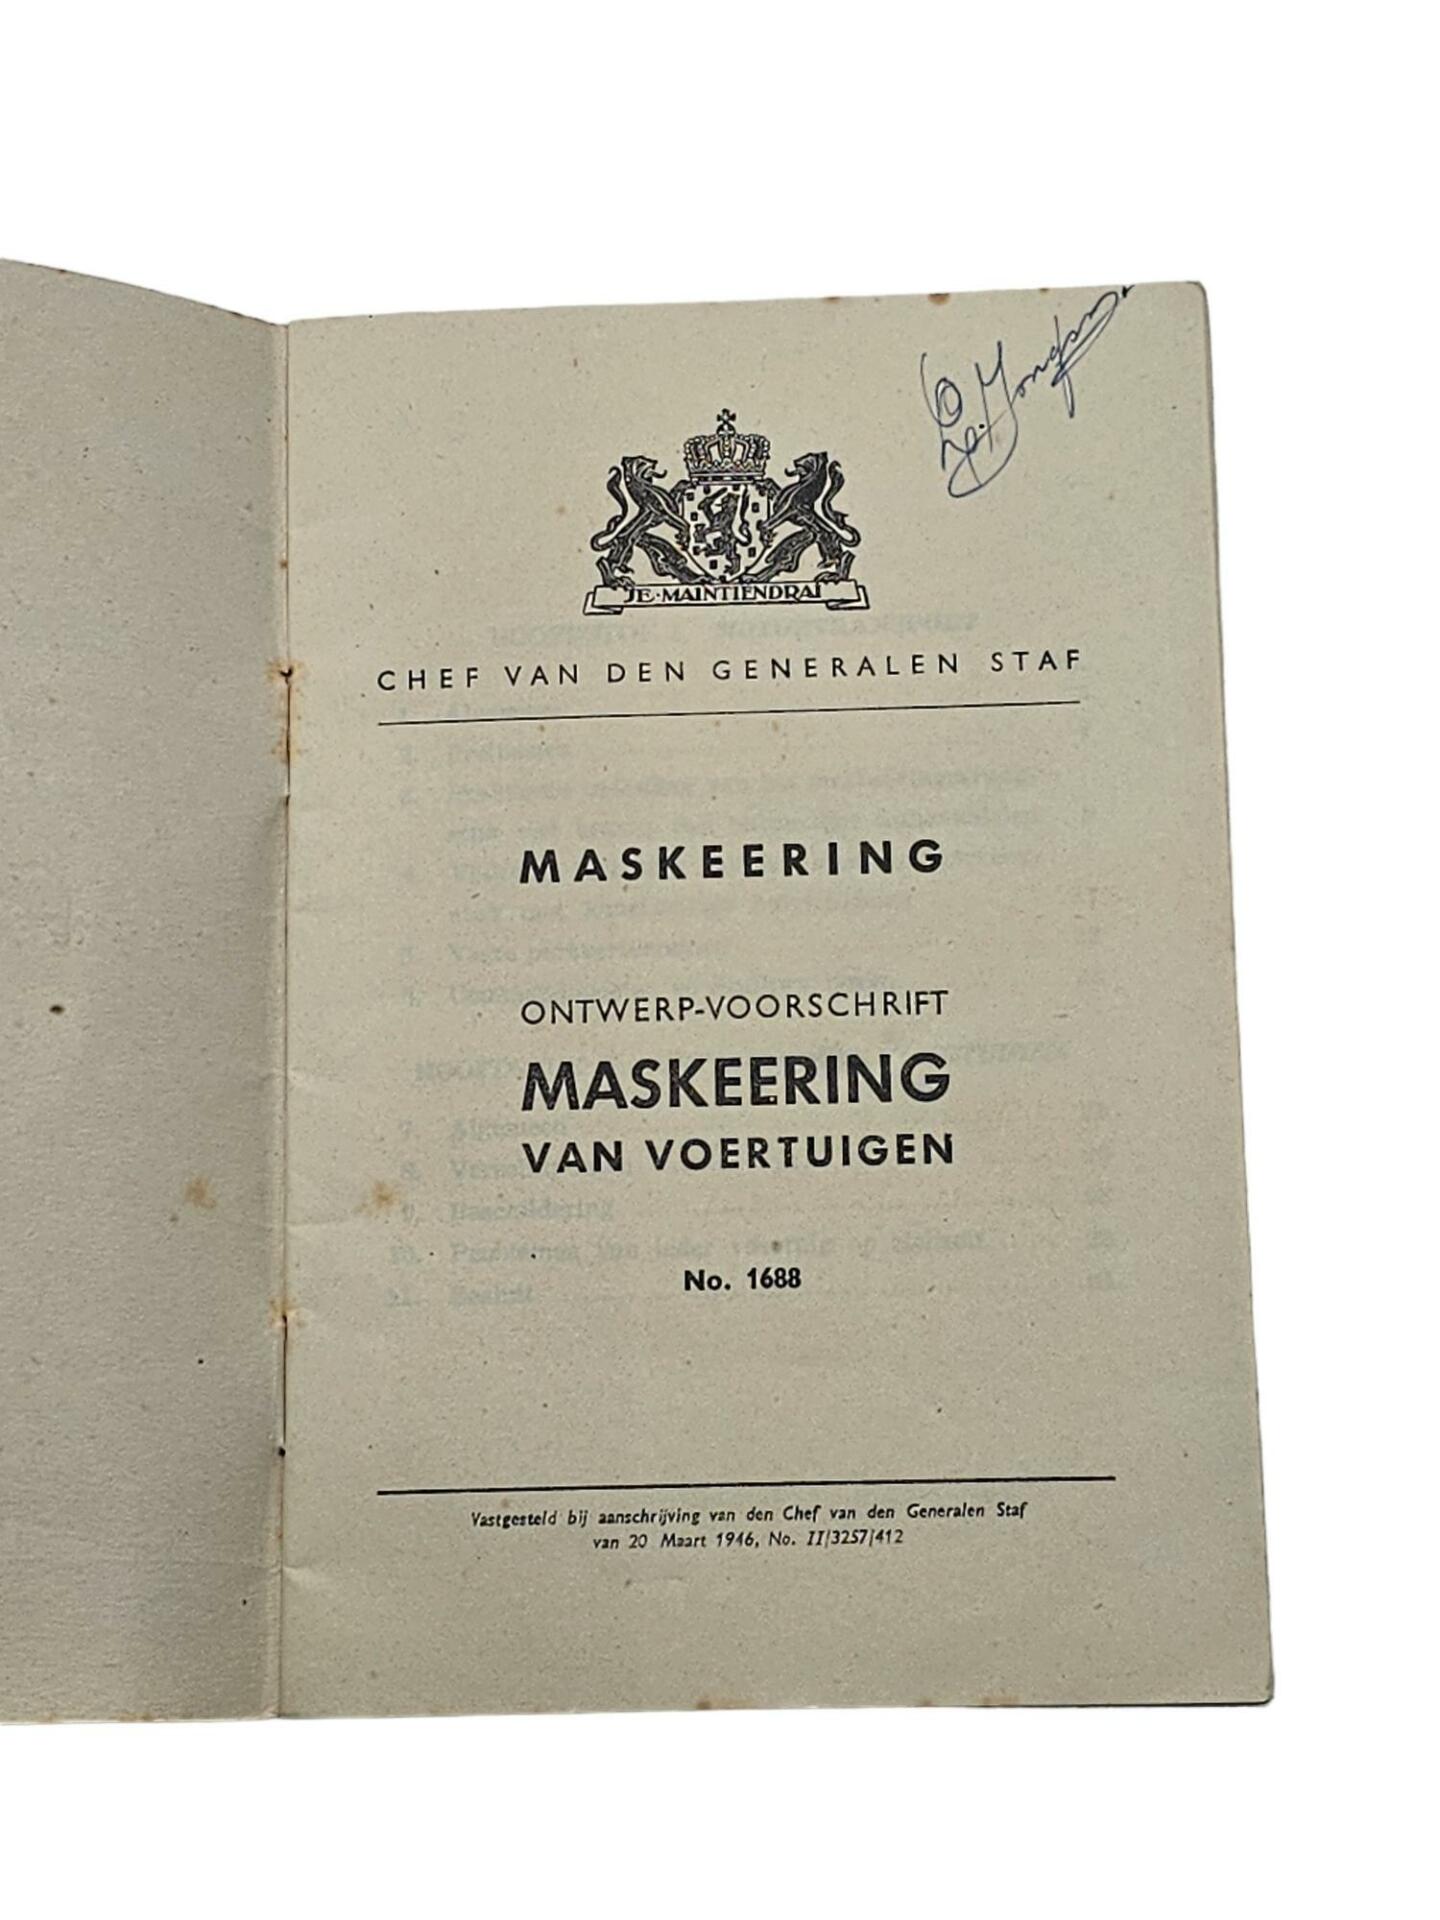 JE·MAINTIENDRAI
CHEF VAN DEN GENERALEN STAF
MASKEERING
ONTWERP-VOORSCHRIFT
MASKEERING
VAN VOERTUIGEN
No. 1688
Vastgesteld bij aanschrijving van den Chef van den Generalen Staf
van 20 Maart 1946, No. II/3257/412